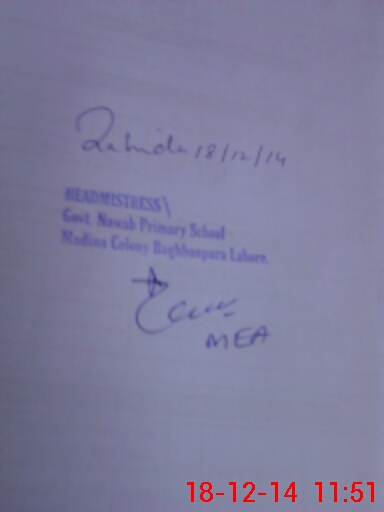 Zahida 18/12/14
HEADMISTRESS
Govt. Nawab Primary School
Madina Colony Baghbanpura Lahore
MEA
18-12-14 11:51